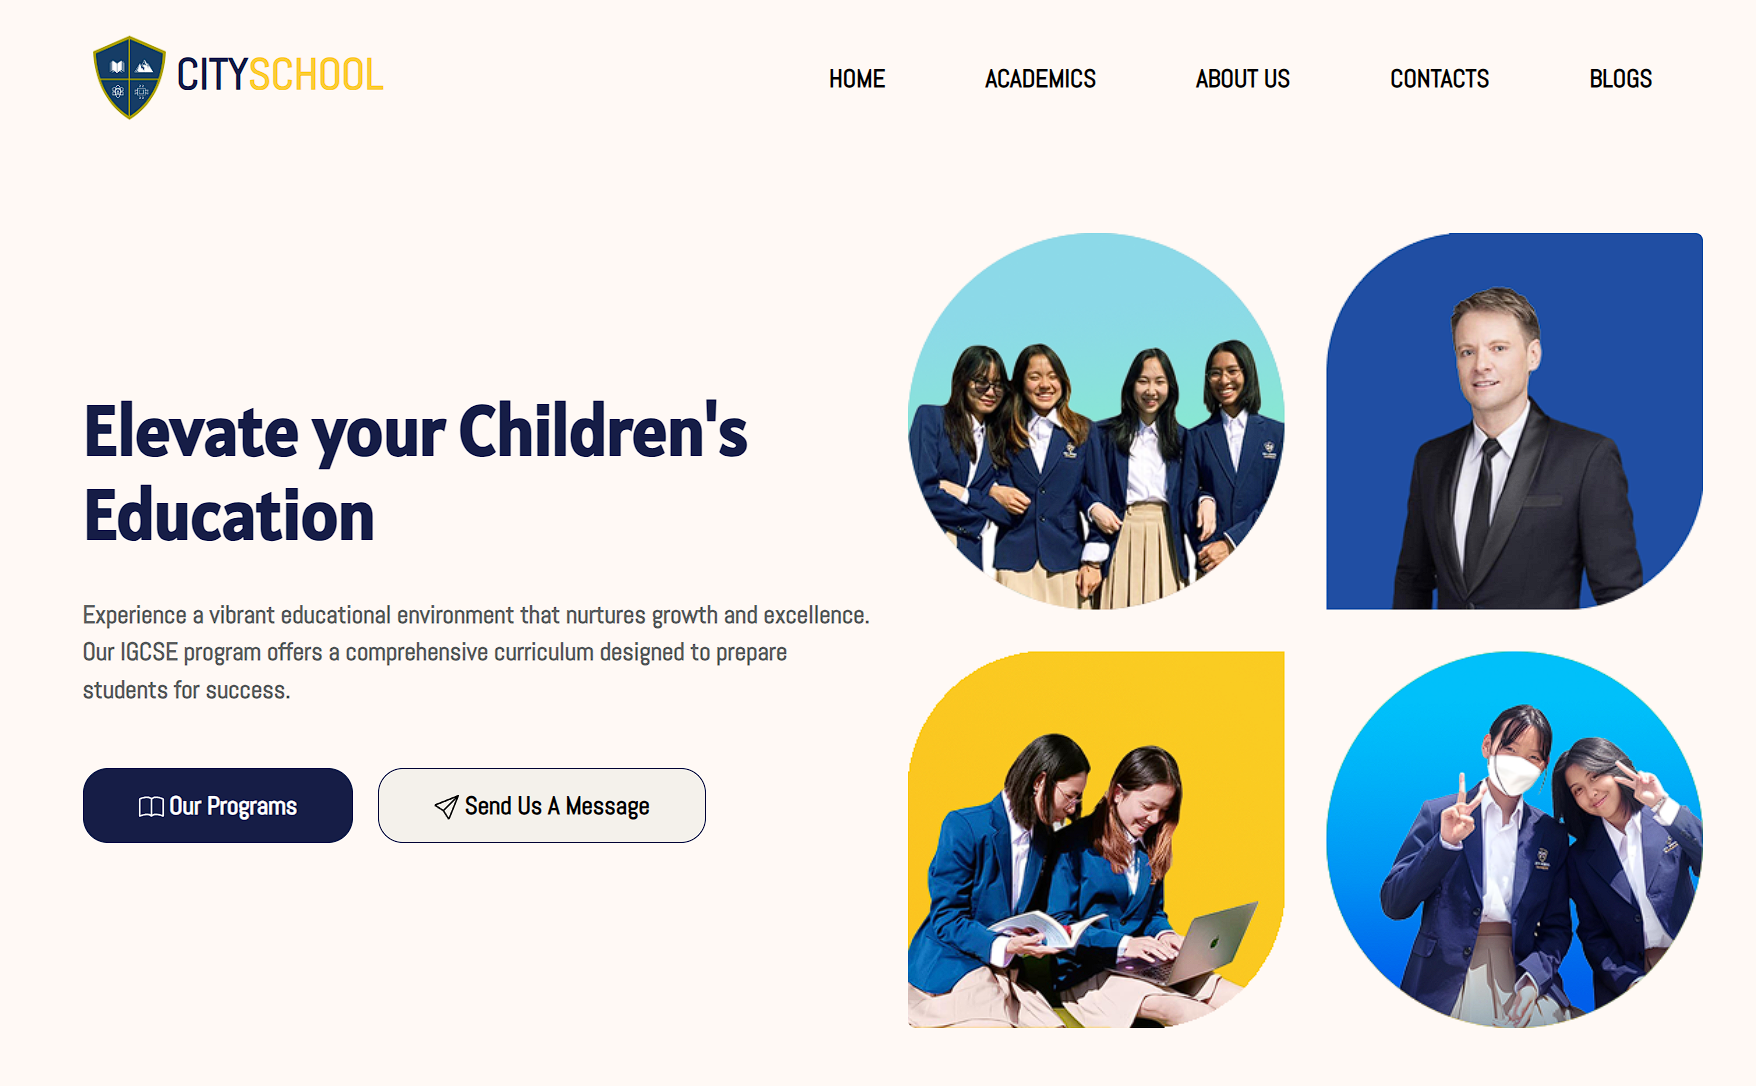 CITYSCHOOL
HOME ACADEMICS ABOUT US CONTACTS BLOGS
Elevate your Children's
Education
Experience a vibrant educational environment that nurtures growth and excellence.
Our IGCSE program offers a comprehensive curriculum designed to prepare
students for success.
Our Programs
Send Us A Message